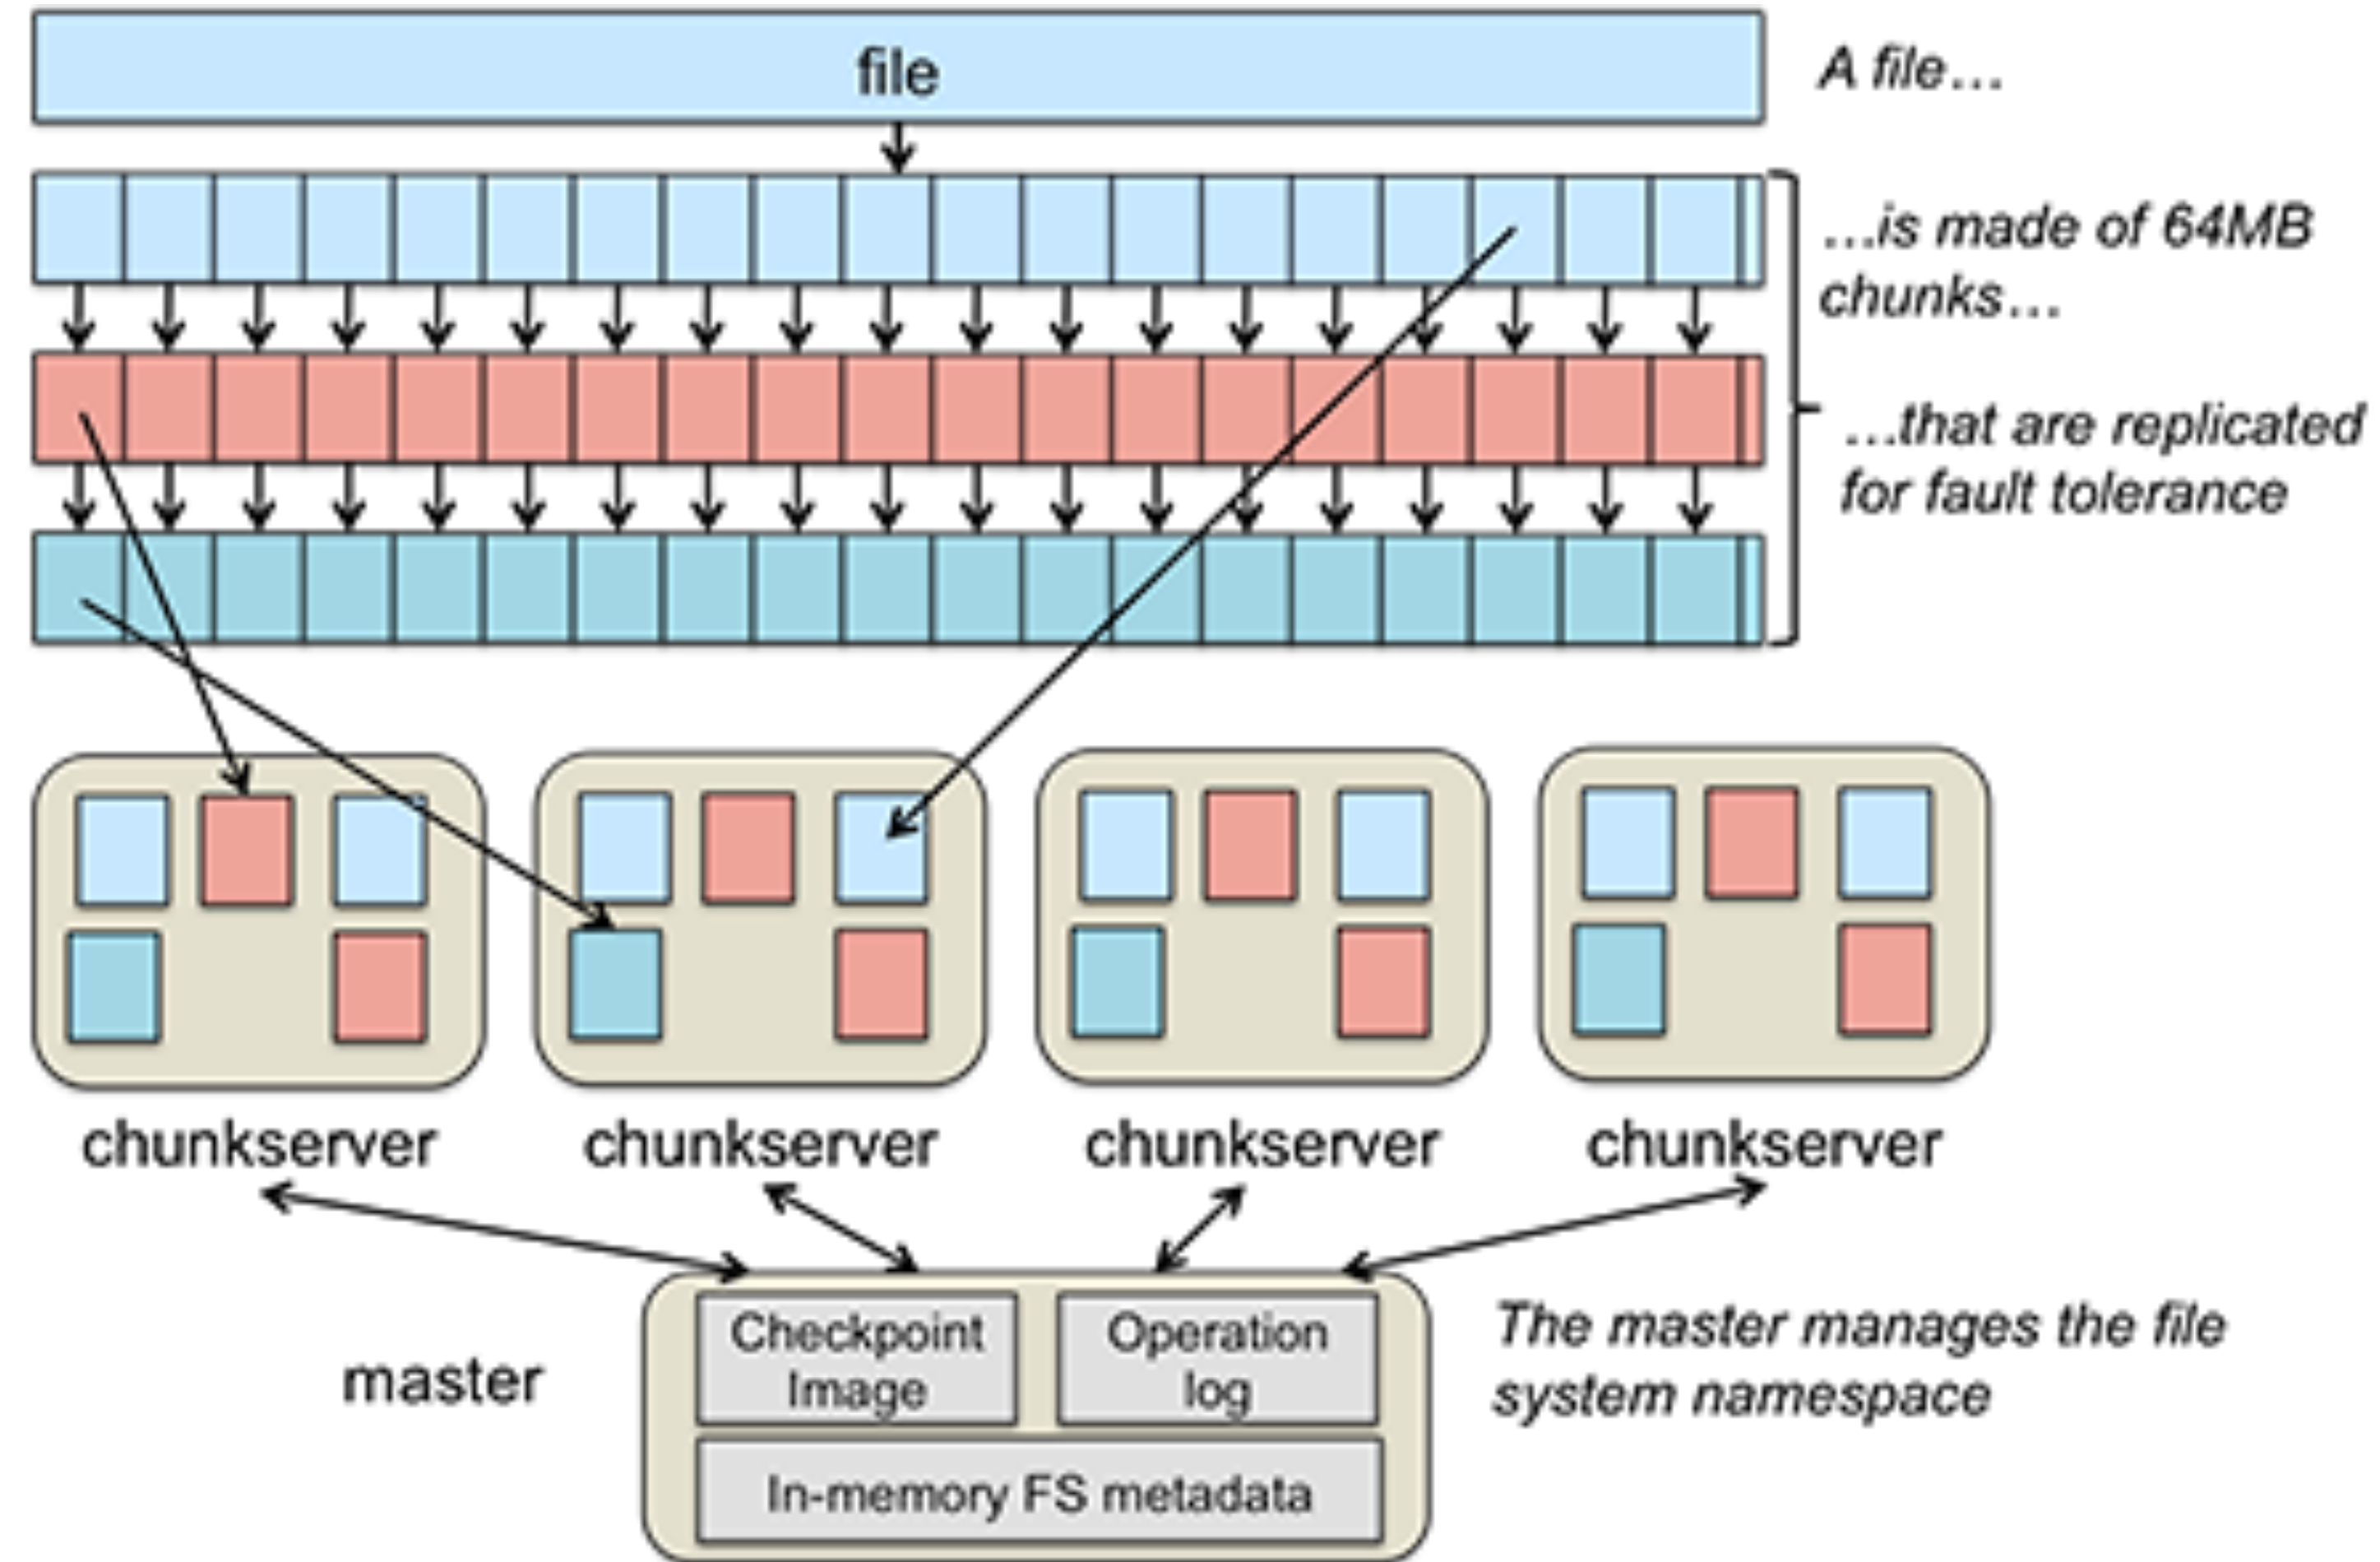 file
A file…
…is made of 64MB
chunks…
…that are replicated
for fault tolerance
chunkserver
chunkserver
chunkserver
chunkserver
master
Checkpoint
Image
Operation
log
In-memory FS metadata
The master manages the file
system namespace